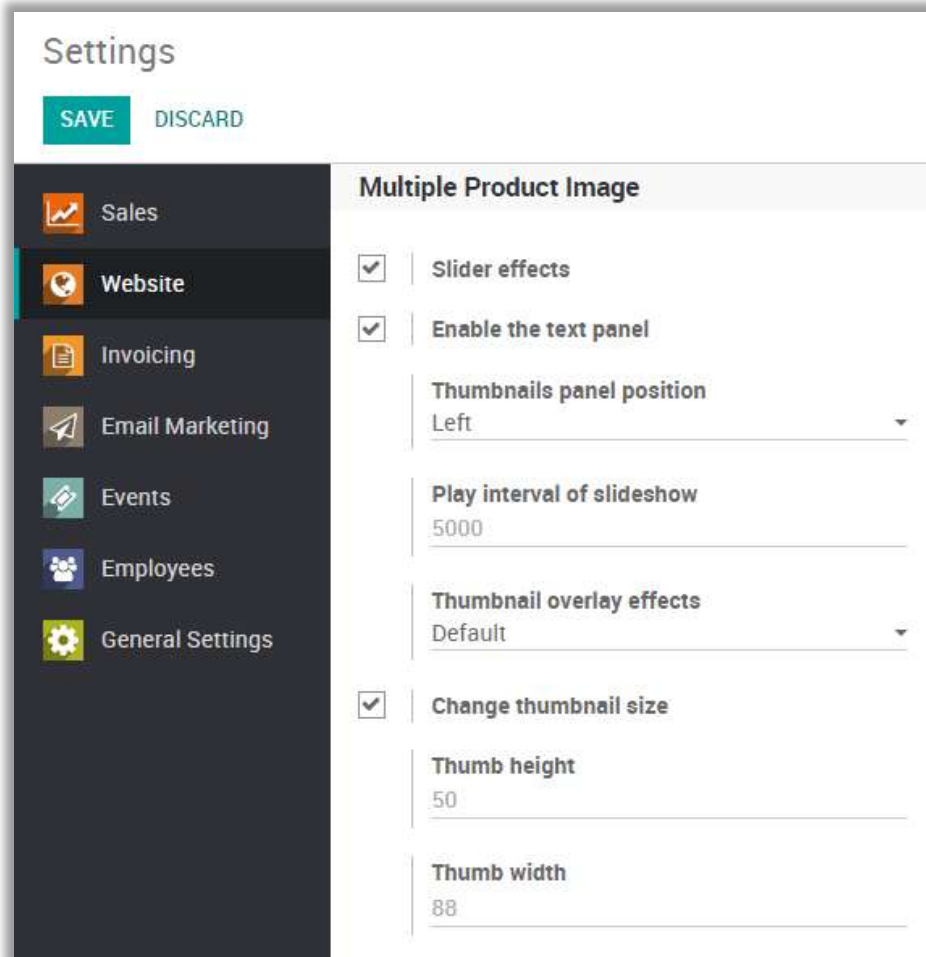 Settings
SAVE DISCARD
Sales
Website
Invoicing
Email Marketing
Events
Employees
General Settings
Multiple Product Image
Slider effects
Enable the text panel
Thumbnails panel position
Left
Play interval of slideshow
5000
Thumbnail overlay effects
Default
Change thumbnail size
Thumb height
50
Thumb width
88